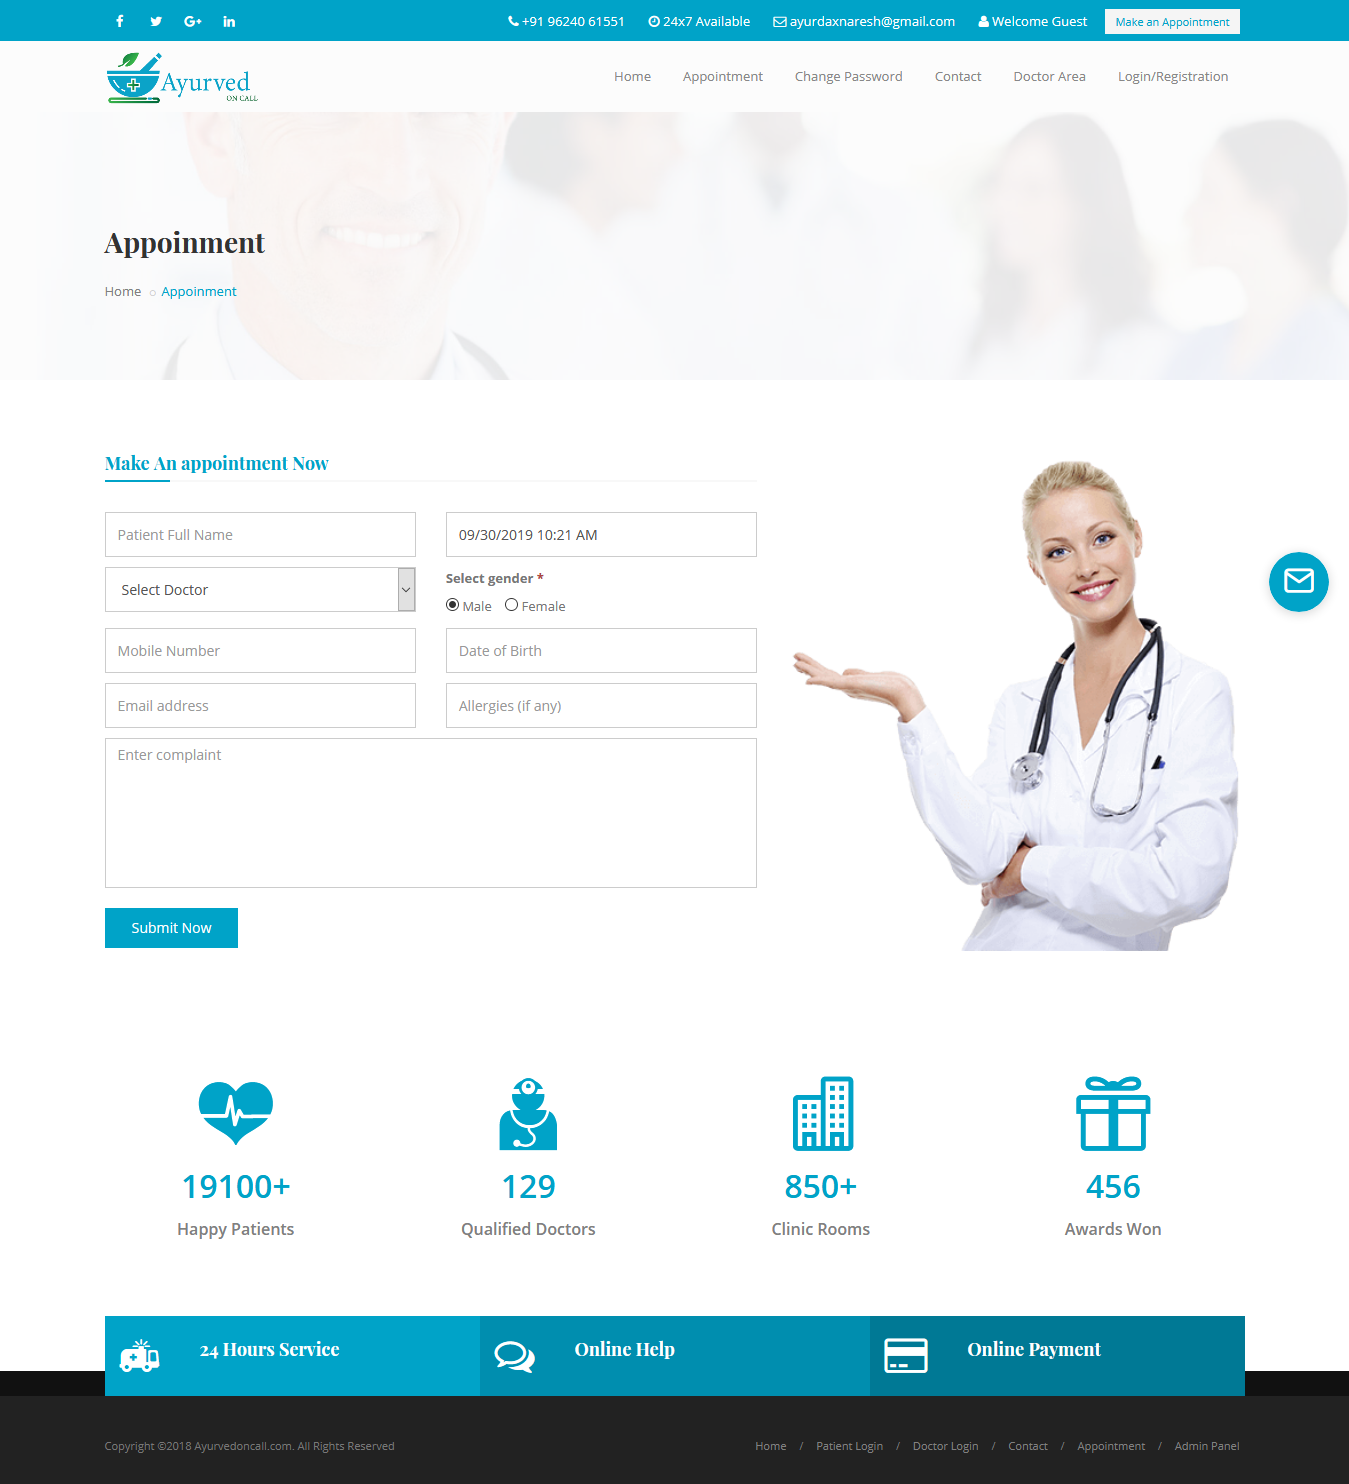 +91 96240 61551 24x7 Available ayurdaxnaresh@gmail.com Welcome Guest Make an Appointment
Ayurved
ON CALL
Home Appointment Change Password Contact Doctor Area Login/Registration
Appoinment
Home Appoinment
Make An appointment Now
Patient Full Name 09/30/2019 10:21 AM
Select Doctor
Select gender *
Male Female
Mobile Number Date of Birth
Email address Allergies (if any)
Enter complaint
Submit Now
19100+ 129 850+ 456
Happy Patients Qualified Doctors Clinic Rooms Awards Won
24 Hours Service Online Help Online Payment
Copyright ©2018 Ayurvedoncall.com. All Rights Reserved Home / Patient Login / Doctor Login / Contact / Appointment / Admin Panel